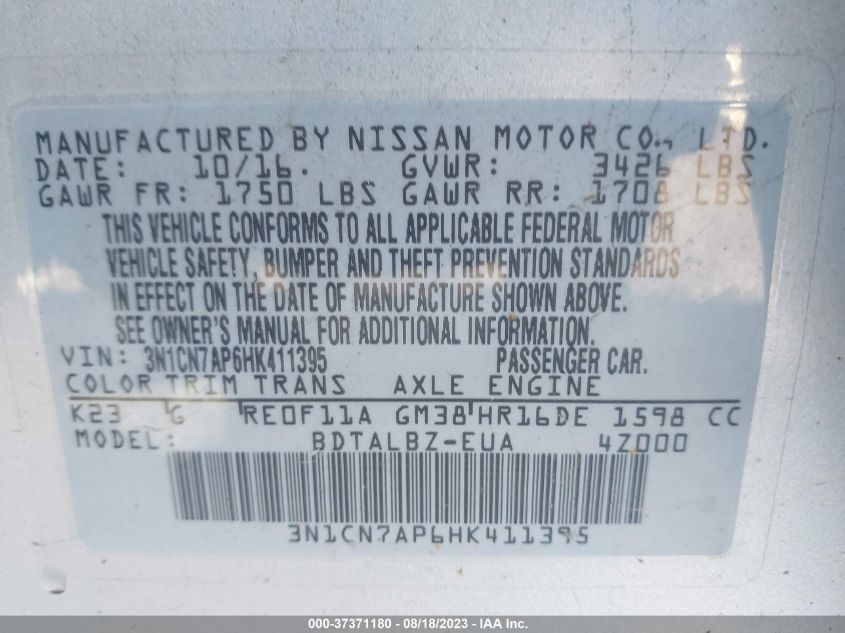 MANUFACTURED BY NISSAN MOTOR CO., LTD.
DATE: 10/16. GVWR: 3426 LBS
GAWR FR: 1750 LBS GAWR RR: 1708 LBS
THIS VEHICLE CONFORMS TO ALL APPLICABLE FEDERAL MOTOR
VEHICLE SAFETY, BUMPER AND THEFT PREVENTION STANDARDS
IN EFFECT ON THE DATE OF MANUFACTURE SHOWN ABOVE.
SEE OWNER'S MANUAL FOR ADDITIONAL INFORMATION.
VIN: 3N1CN7AP6HK411395 PASSENGER CAR.
COLOR TRIM TRANS AXLE ENGINE
K23 G RE0F11A GM38 HR16DE 1598 CC
MODEL: BDTALBZ-EUA 4Z000
3N1CN7AP6HK411395
000-37371180 - 08/18/2023 - IAA Inc.